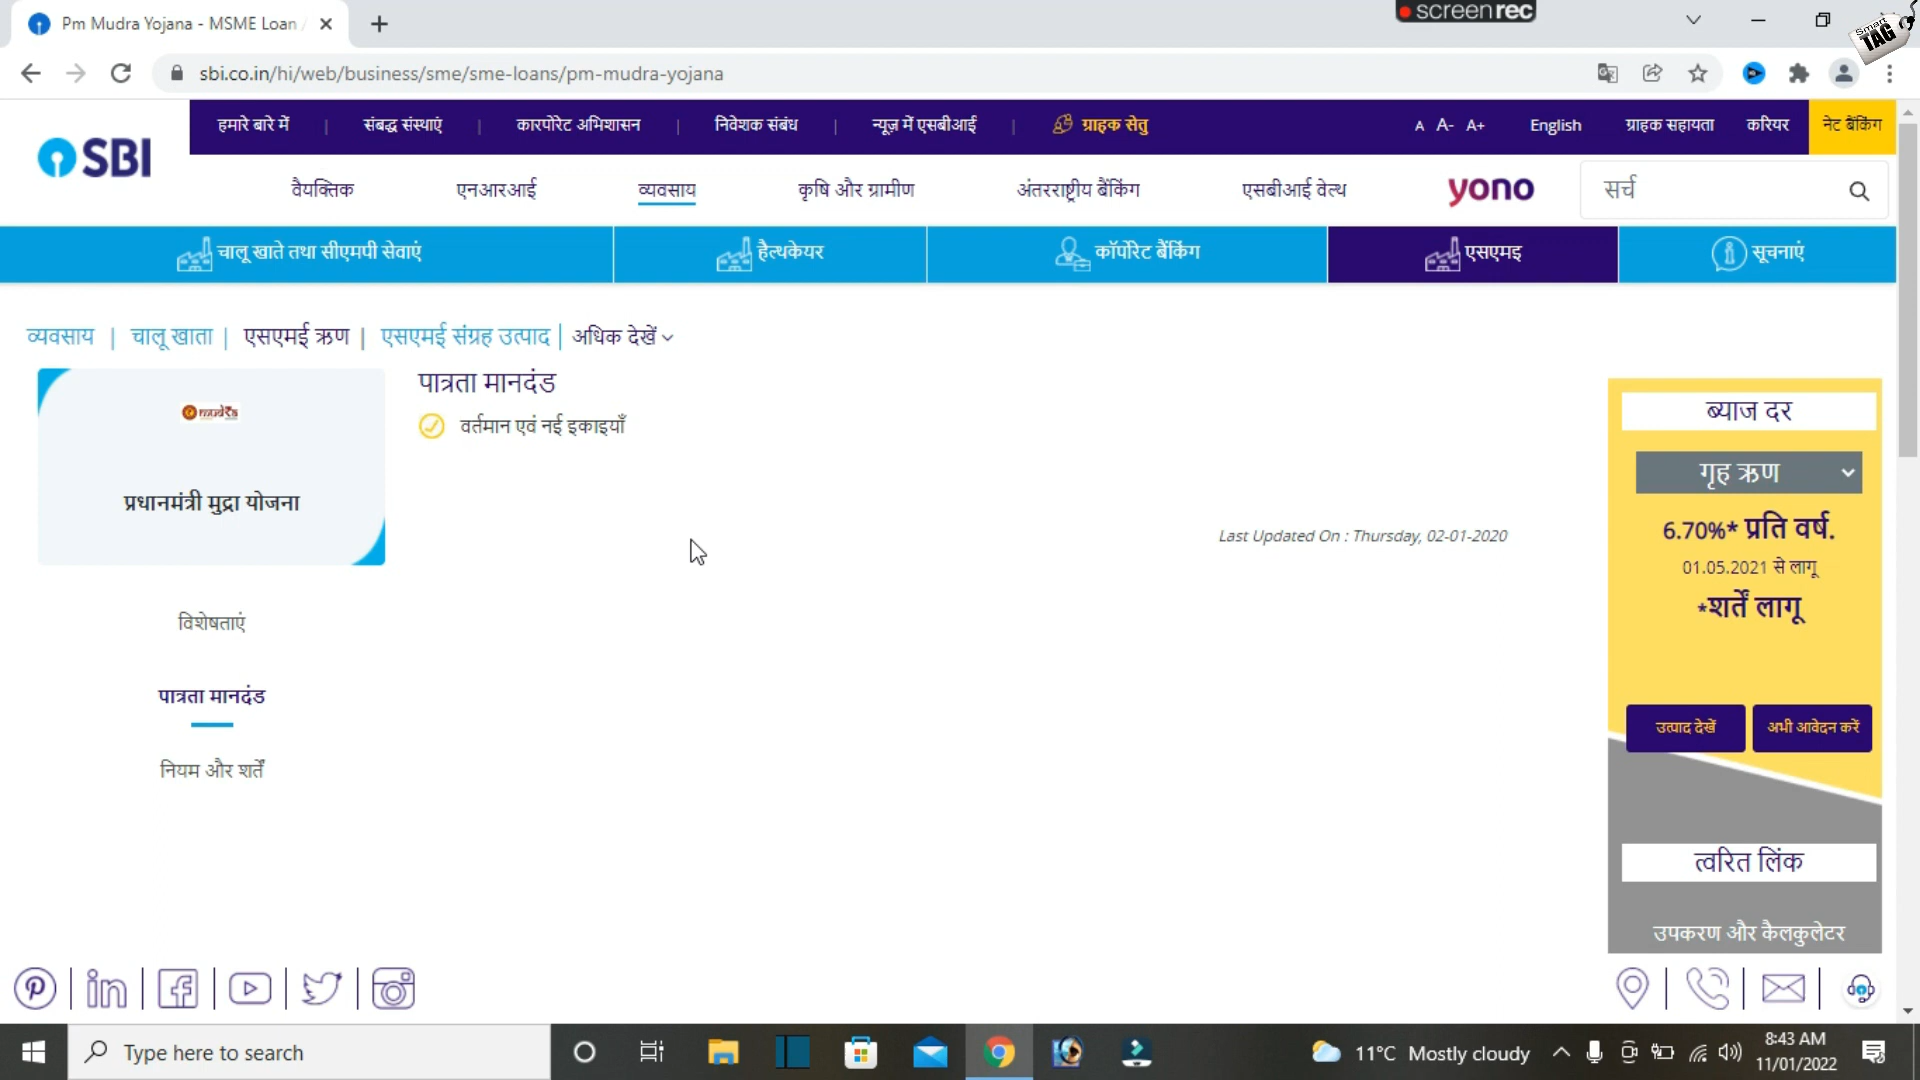 Pm Mudra Yojana - MSME Loan /
screenrec
Smart TAG
sbi.co.in/hi/web/business/sme/sme-loans/pm-mudra-yojana
SBI
हमारे बारे में | संबद्ध संस्थाएं | कारपोरेट अभिशासन | निवेशक संबंध | न्यूज़ में एसबीआई | ग्राहक सेतु
A A- A+ English ग्राहक सहायता करियर नेट बैंकिंग
वैयक्तिक एनआरआई व्यवसाय कृषि और ग्रामीण अंतरराष्ट्रीय बैंकिंग एसबीआई वेल्थ yono सर्च
चालू खाते तथा सीएमपी सेवाएं हैल्थकेयर कॉर्पोरेट बैंकिंग एसएमइ सूचनाएं
व्यवसाय | चालू खाता | एसएमई ऋण | एसएमई संग्रह उत्पाद | अधिक देखें
mudra
प्रधानमंत्री मुद्रा योजना
विशेषताएं
पात्रता मानदंड
नियम और शर्तें
पात्रता मानदंड
वर्तमान एवं नई इकाइयाँ
Last Updated On : Thursday, 02-01-2020
ब्याज दर
गृह ऋण
6.70%* प्रति वर्ष.
01.05.2021 से लागू
*शर्तें लागू
उत्पाद देखें अभी आवेदन करें
त्वरित लिंक
उपकरण और कैलकुलेटर
Type here to search
11°C Mostly cloudy
8:43 AM
11/01/2022